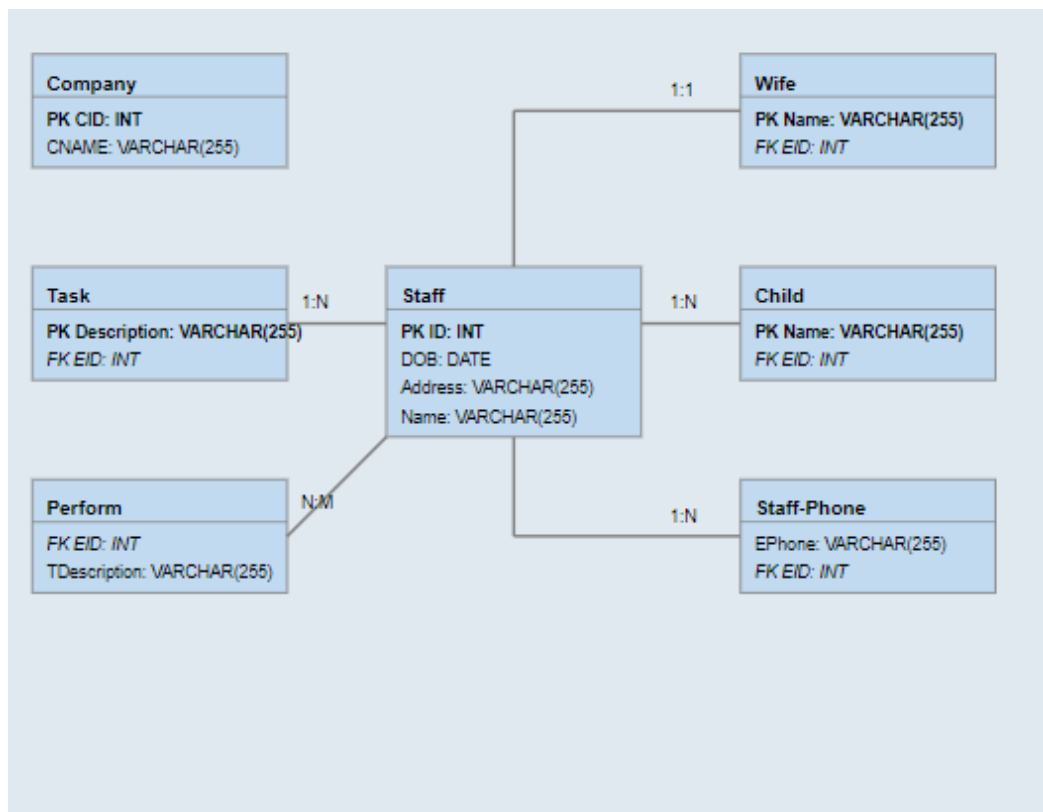 Company
PK CID: INT
CNAME: VARCHAR(255)
1:1
Wife
PK Name: VARCHAR(255)
FK EID: INT
Task
PK Description: VARCHAR(255)
FK EID: INT
1:N
Staff
PK ID: INT
DOB: DATE
Address: VARCHAR(255)
Name: VARCHAR(255)
1:N
Child
PK Name: VARCHAR(255)
FK EID: INT
Perform
FK EID: INT
TDescription: VARCHAR(255)
N:M
1:N
Staff-Phone
EPhone: VARCHAR(255)
FK EID: INT